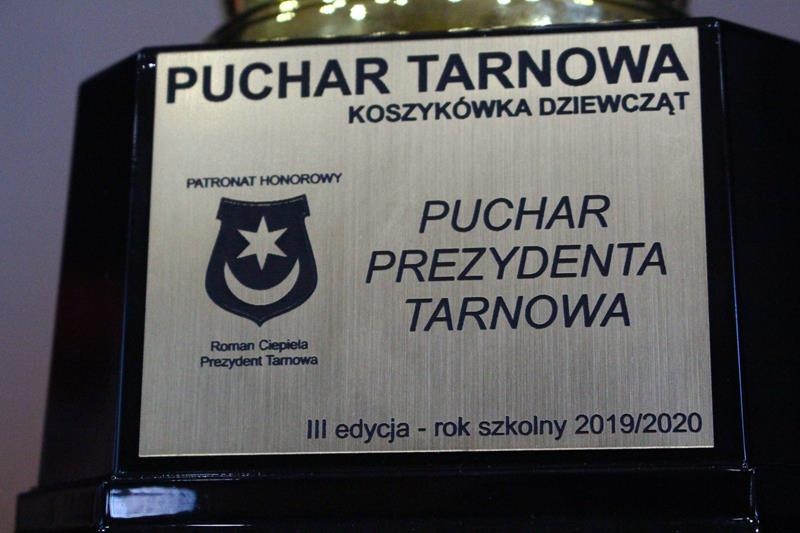 PUCHAR TARNOWA
KOSZYKÓWKA DZIEWCZĄT
PATRONAT HONOROWY
Roman Ciepiela
Prezydent Tarnowa
PUCHAR
PREZYDENTA
TARNOWA
III edycja - rok szkolny 2019/2020